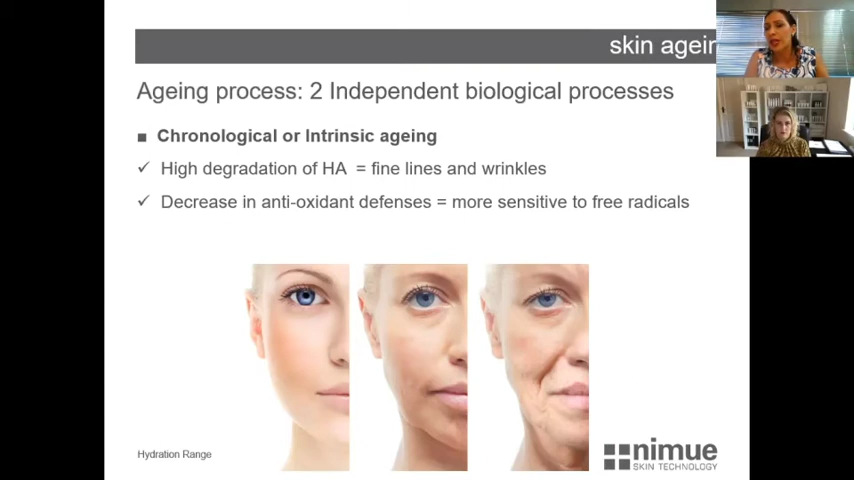 skin agein
Ageing process: 2 Independent biological processes
■ Chronological or Intrinsic ageing
✓ High degradation of HA = fine lines and wrinkles
✓ Decrease in anti-oxidant defenses = more sensitive to free radicals
Hydration Range
nimue
SKIN TECHNOLOGY